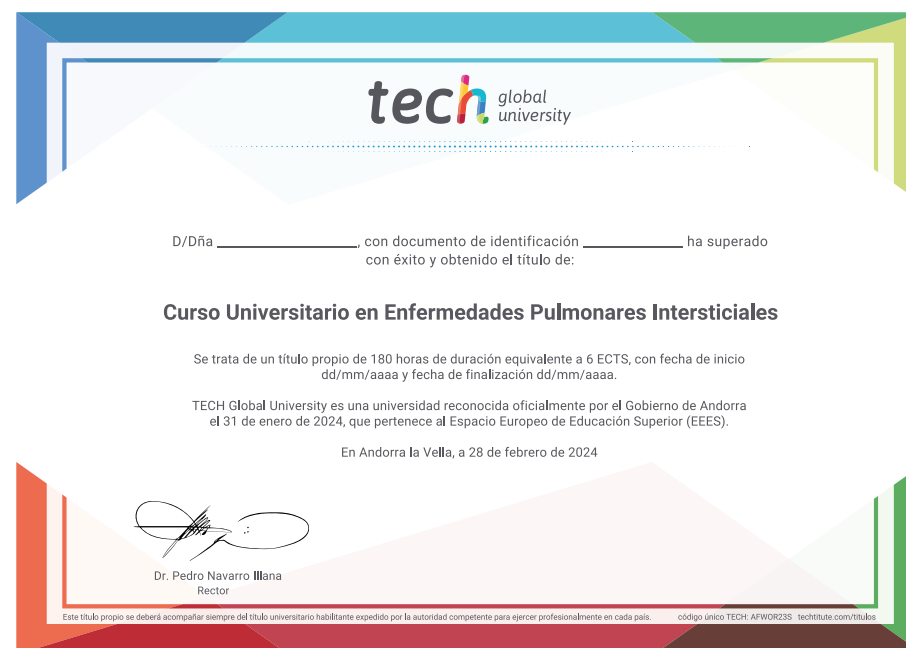 tech global university
D/Dña ____________, con documento de identificación ____________ ha superado
con éxito y obtenido el título de:
Curso Universitario en Enfermedades Pulmonares Intersticiales
Se trata de un título propio de 180 horas de duración equivalente a 6 ECTS, con fecha de inicio
dd/mm/aaaa y fecha de finalización dd/mm/aaaa.
TECH Global University es una universidad reconocida oficialmente por el Gobierno de Andorra
el 31 de enero de 2024, que pertenece al Espacio Europeo de Educación Superior (EEES).
En Andorra la Vella, a 28 de febrero de 2024
Dr. Pedro Navarro Illana
Rector
Este título propio se deberá acompañar siempre del título universitario habilitante expedido por la autoridad competente para ejercer profesionalmente en cada país. código único TECH: AFWOR23S techtitute.com/titulos